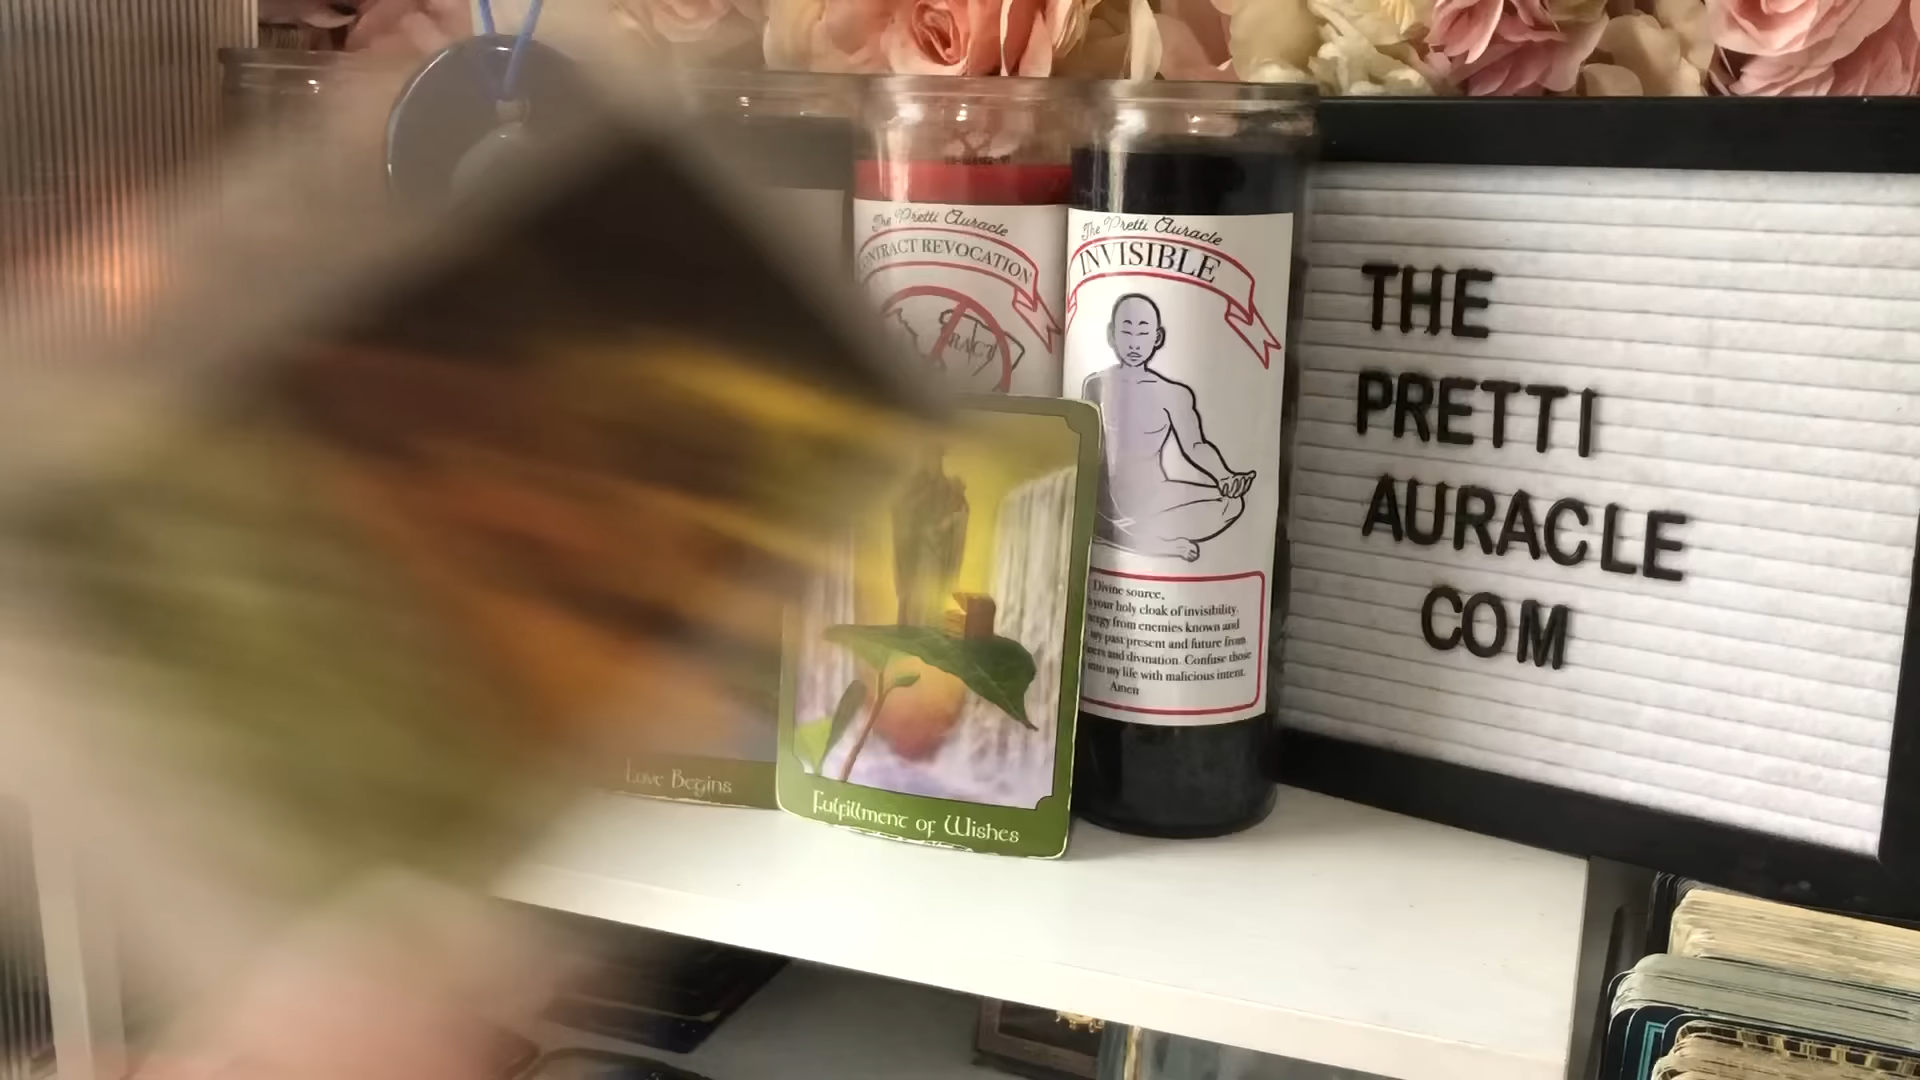 The Pretti Auracle
CONTRACT REVOCATION
RACT
The Pretti Auracle
INVISIBLE
Divine source,
your holy cloak of invisibility.
from enemies known and
my past present and future from
and divination. Confuse those
into my life with malicious intent.
Amen
THE
PRETTI
AURACLE
COM
Love Begins
Fulfillment of Wishes